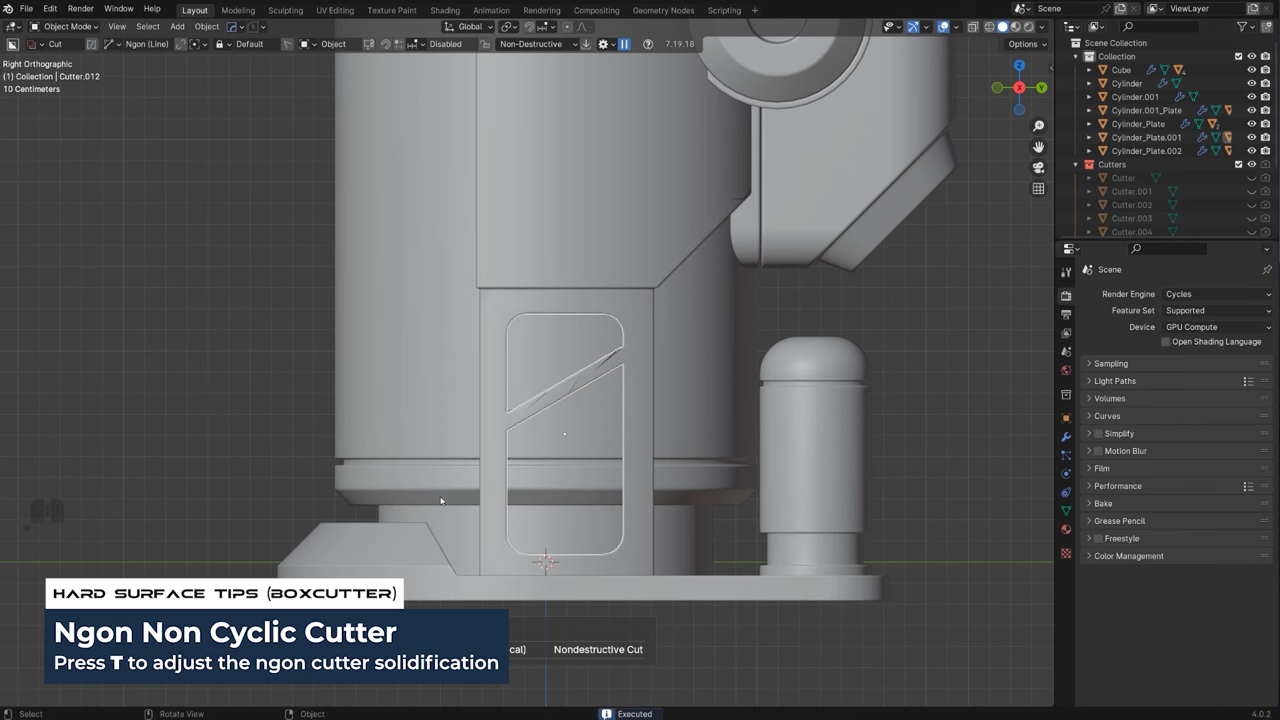 File Edit Render Window Help Layout Modeling Sculpting UV Editing Texture Paint Shading Animation Rendering Compositing Geometry Nodes Scripting + Scene ViewLayer
Object Mode View Select Add Object Global
Cut Ngon (Line) Default Object Disabled Non-Destructive 7.19.18 Options
Right Orthographic
(1) Collection | Cutter.012
10 Centimeters
Z
X
Y
Scene Collection
Collection
Cube
Cylinder
Cylinder.001
Cylinder.001_Plate
Cylinder_Plate
Cylinder_Plate.001
Cylinder_Plate.002
Cutters
Cutter
Cutter.001
Cutter.002
Cutter.003
Cutter.004
Scene
Render Engine Cycles
Feature Set Supported
Device GPU Compute
Open Shading Language
Sampling
Light Paths
Volumes
Curves
Simplify
Motion Blur
Film
Performance
Bake
Grease Pencil
Freestyle
Color Management
HARD SURFACE TIPS (BOXCUTTER)
Ngon Non Cyclic Cutter
Press T to adjust the ngon cutter solidification
cal) Nondestructive Cut
Select Rotate View Object Executed 4.0.2